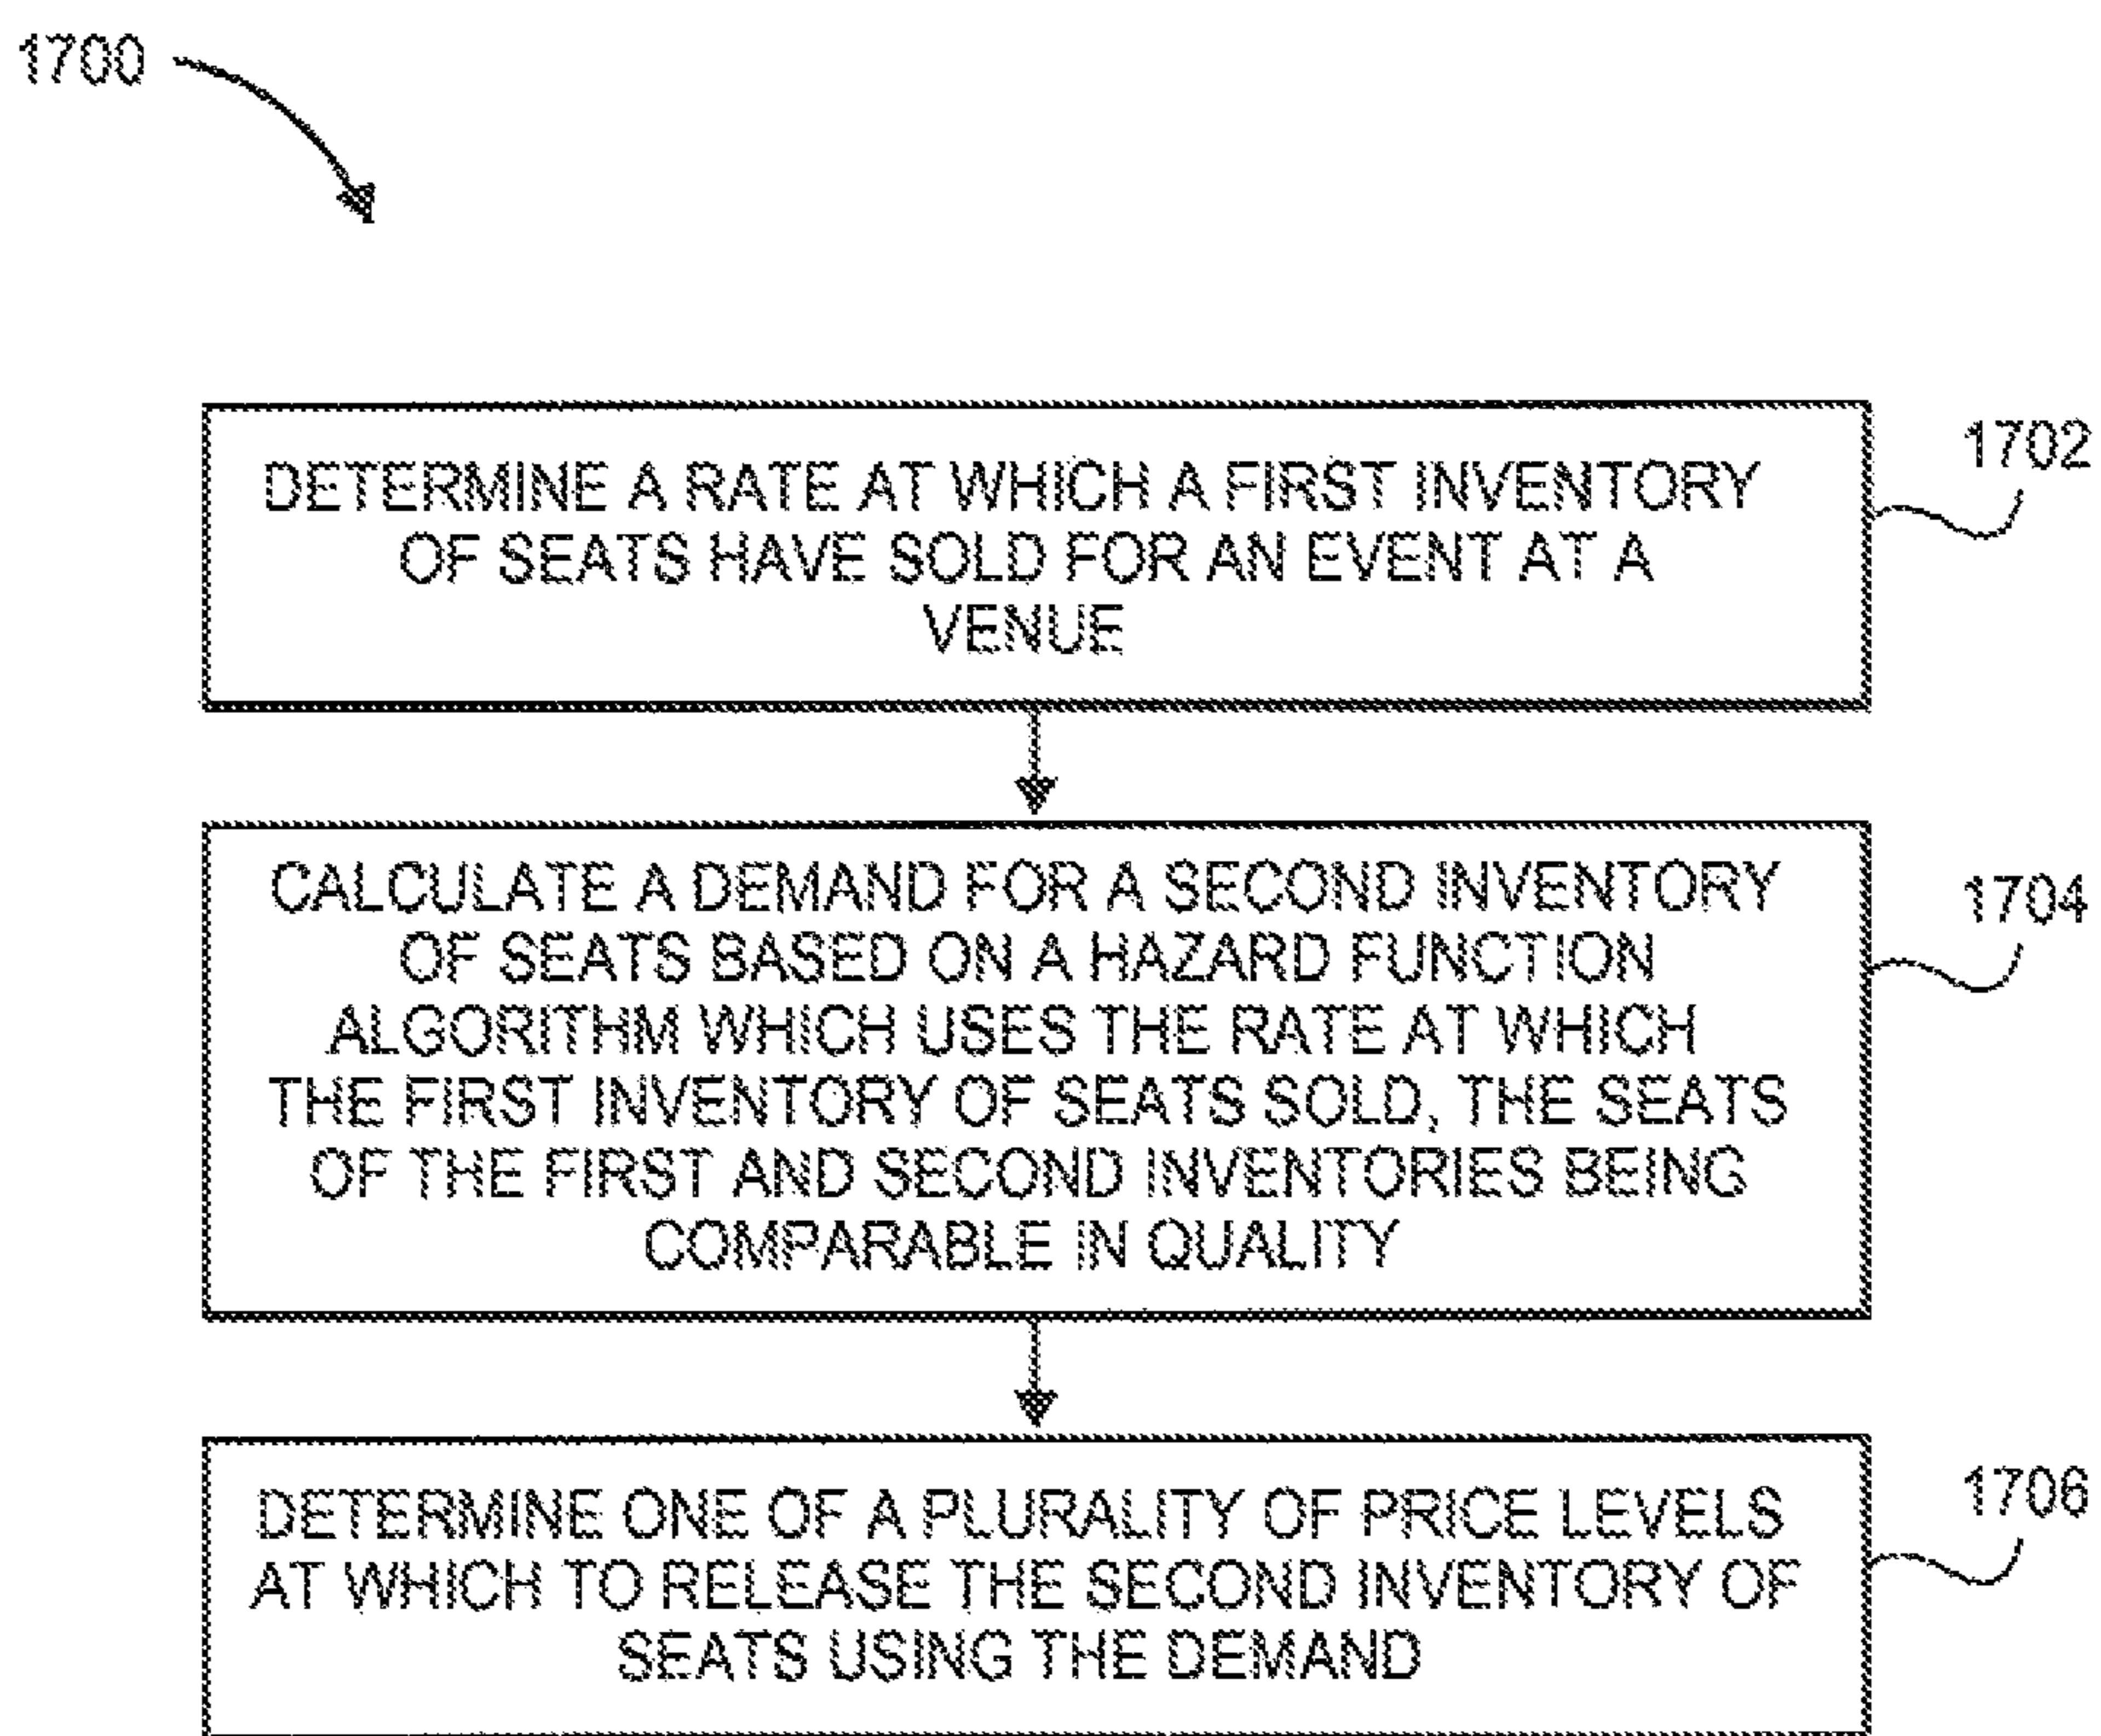 1700
DETERMINE A RATE AT WHICH A FIRST INVENTORY
OF SEATS HAVE SOLD FOR AN EVENT AT A
VENUE
1702
CALCULATE A DEMAND FOR A SECOND INVENTORY
OF SEATS BASED ON A HAZARD FUNCTION
ALGORITHM WHICH USES THE RATE AT WHICH
THE FIRST INVENTORY OF SEATS SOLD, THE SEATS
OF THE FIRST AND SECOND INVENTORIES BEING
COMPARABLE IN QUALITY
1704
DETERMINE ONE OF A PLURALITY OF PRICE LEVELS
AT WHICH TO RELEASE THE SECOND INVENTORY OF
SEATS USING THE DEMAND
1706